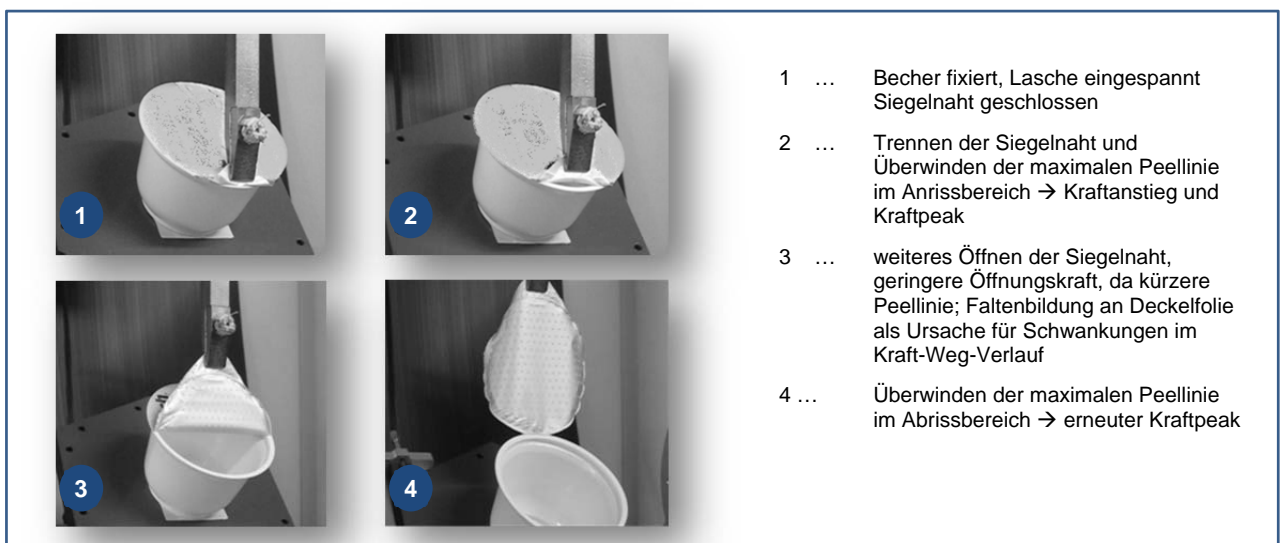 1
2
3
4
1 … Becher fixiert, Lasche eingespannt
Siegelnaht geschlossen
2 … Trennen der Siegelnaht und
Überwinden der maximalen Peellinie
im Anrissbereich → Kraftanstieg und
Kraftpeak
3 … weiteres Öffnen der Siegelnaht,
geringere Öffnungskraft, da kürzere
Peellinie; Faltenbildung an Deckelfolie
als Ursache für Schwankungen im
Kraft-Weg-Verlauf
4 … Überwinden der maximalen Peellinie
im Abrissbereich → erneuter Kraftpeak